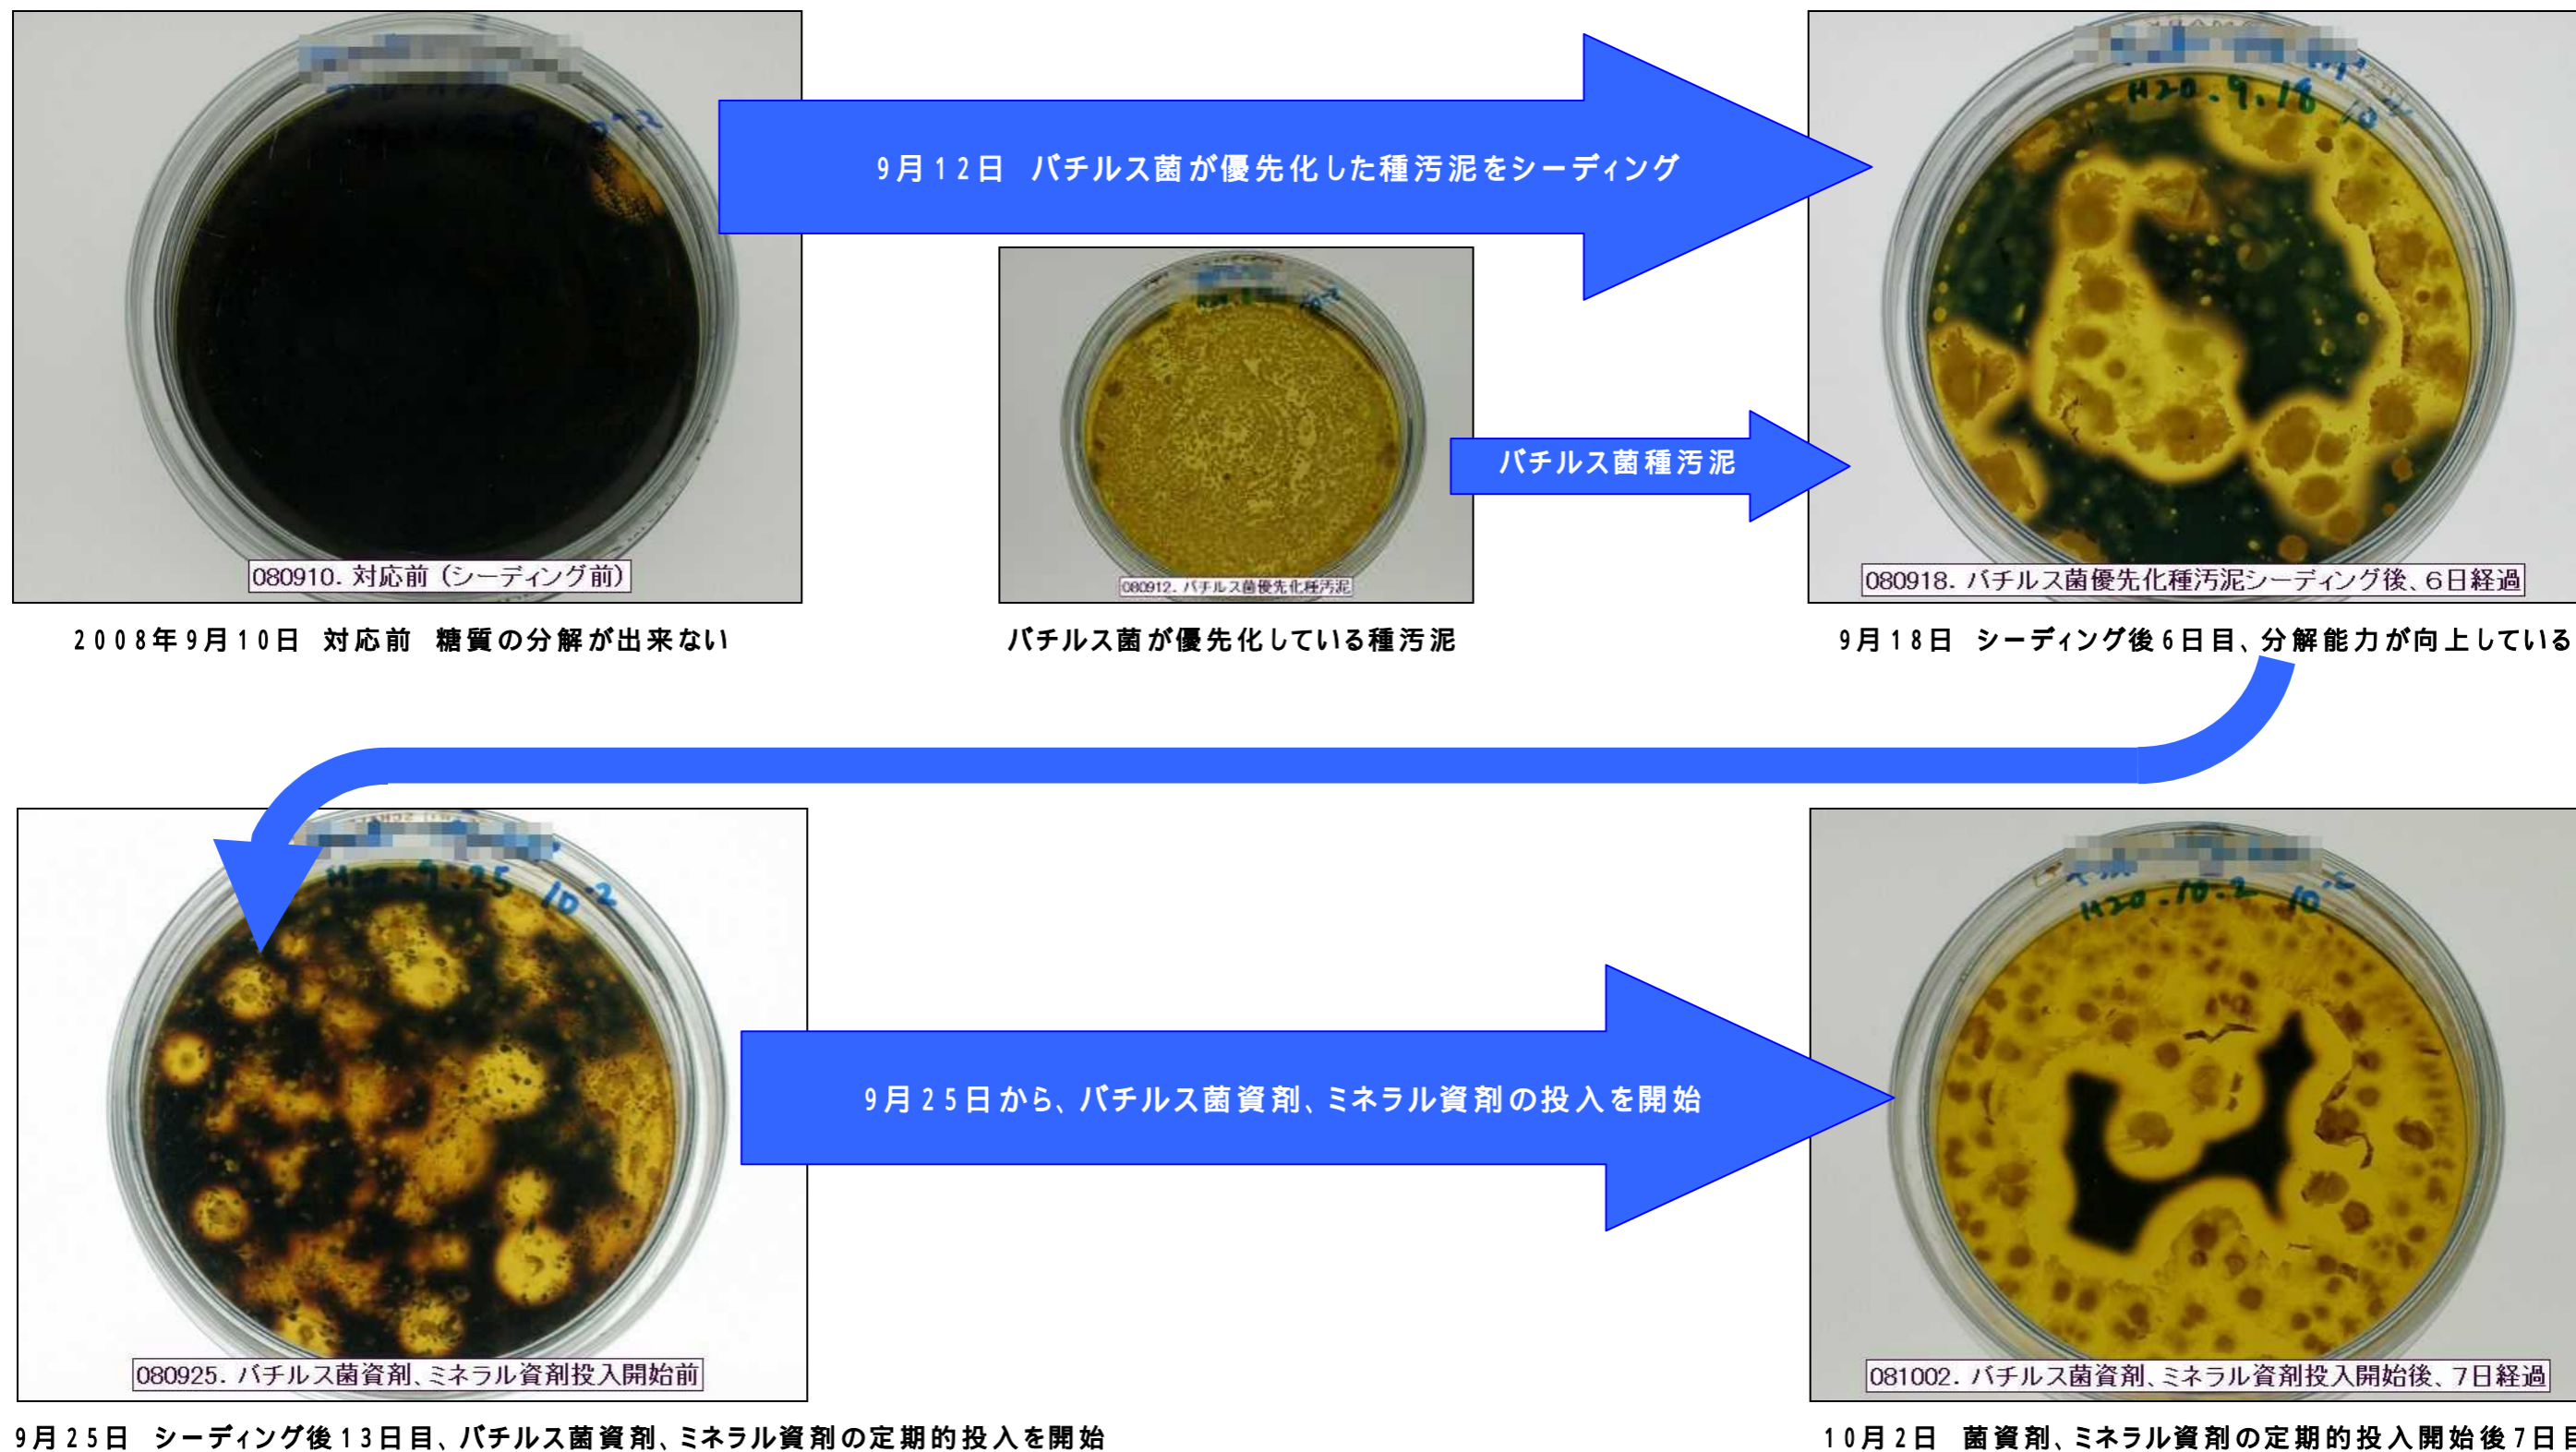 10-2
9月12日 バチルス菌が優先化した種汚泥をシーディング
H20.9.18 10-2
バチルス菌種汚泥
080910. 対応前（シーディング前）
080912. バチルス菌優先化種汚泥
080918. バチルス菌優先化種汚泥シーディング後、6日経過
2008年9月10日 対応前 糖質の分解が出来ない
バチルス菌が優先化している種汚泥
9月18日 シーディング後6日目、分解能力が向上している
H20.9.25 10-2
H20.10.2 10-2
9月25日から、バチルス菌資剤、ミネラル資剤の投入を開始
080925. バチルス菌資剤、ミネラル資剤投入開始前
081002. バチルス菌資剤、ミネラル資剤投入開始後、7日経過
9月25日 シーディング後13日目、バチルス菌資剤、ミネラル資剤の定期的投入を開始
10月2日 菌資剤、ミネラル資剤の定期的投入開始後7日目